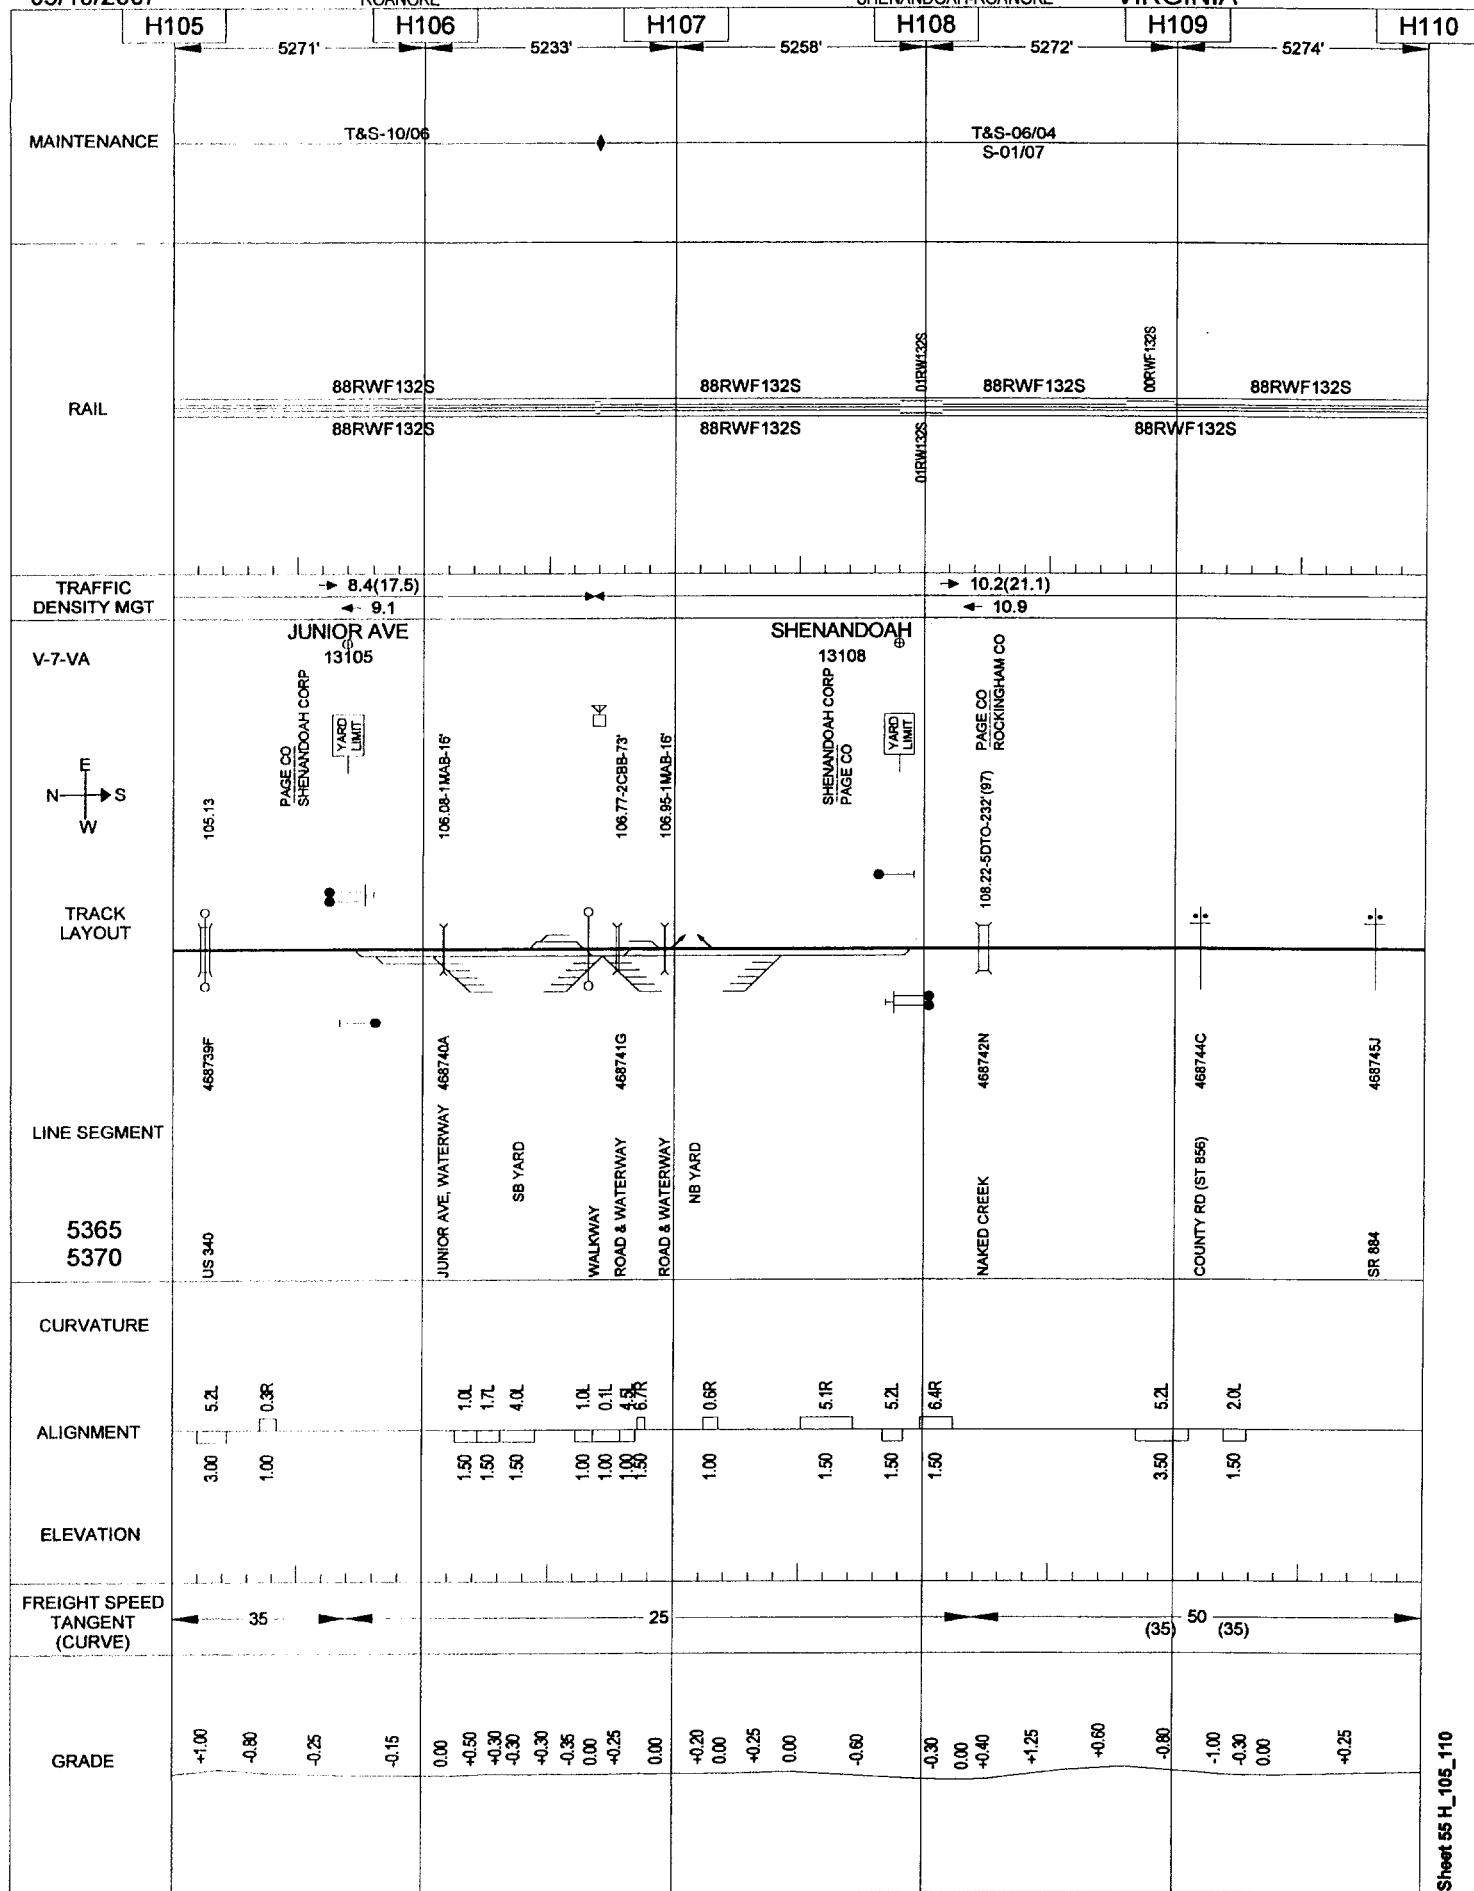 ROANOKE
SHENANDOAH-ROANOKE
VIRGINIA
H105
H106
H107
H108
H109
H110
5271'
5233'
5258'
5272'
5274'
MAINTENANCE
T&S-10/06
T&S-06/04
S-01/07
RAIL
88RWF132S
88RWF132S
88RWF132S
88RWF132S
01RW132S
00RWF132S
88RWF132S
88RWF132S
88RWF132S
01RW132S
TRAFFIC
DENSITY MGT
8.4(17.5)
9.1
10.2(21.1)
10.9
V-7-VA
JUNIOR AVE
13105
SHENANDOAH
13108
PAGE CO
SHENANDOAH CORP
YARD
LIMIT
SHENANDOAH CORP
PAGE CO
YARD
LIMIT
PAGE CO
ROCKINGHAM CO
E
N
S
W
105.13
106.08-1MAB-16'
106.77-2CBB-73'
106.95-1MAB-16'
108.22-5DTO-232'(97)
TRACK
LAYOUT
468739F
468740A
468741G
468742N
468744C
468745J
LINE SEGMENT
5365
5370
US 340
JUNIOR AVE, WATERWAY
SB YARD
WALKWAY
ROAD & WATERWAY
ROAD & WATERWAY
NB YARD
NAKED CREEK
COUNTY RD (ST 856)
SR 884
CURVATURE
5.2L
0.3R
1.0L
1.7L
4.0L
1.0L
0.1L
6.7R
0.6R
5.1R
5.2L
6.4R
5.2L
2.0L
ALIGNMENT
3.00
1.00
1.50
1.50
1.50
1.00
1.00
1.00
1.50
1.00
1.50
1.50
1.50
3.50
1.50
ELEVATION
FREIGHT SPEED
TANGENT
(CURVE)
35
25
50
(35)
(35)
GRADE
+1.00
-0.80
-0.25
-0.15
0.00
+0.50
+0.30
-0.30
+0.30
-0.35
0.00
+0.25
0.00
+0.20
0.00
+0.25
0.00
-0.60
-0.30
0.00
+0.40
+1.25
+0.60
-0.80
-1.00
-0.30
0.00
+0.25
Sheet 55 H_105_110